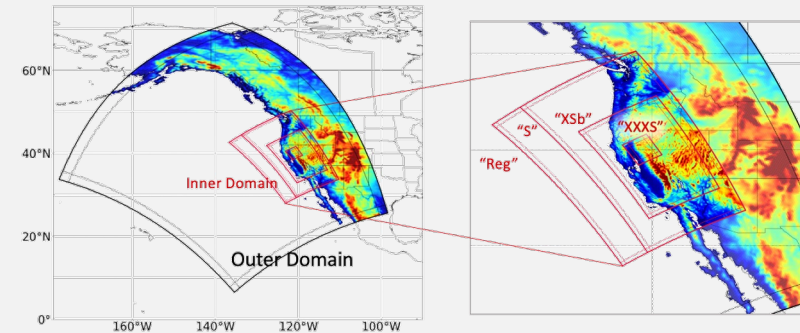 60°N
40°N
20°N
0°
160°W
140°W
120°W
100°W
Inner Domain
Outer Domain
“Reg”
“S”
“XSb”
“XXXS”